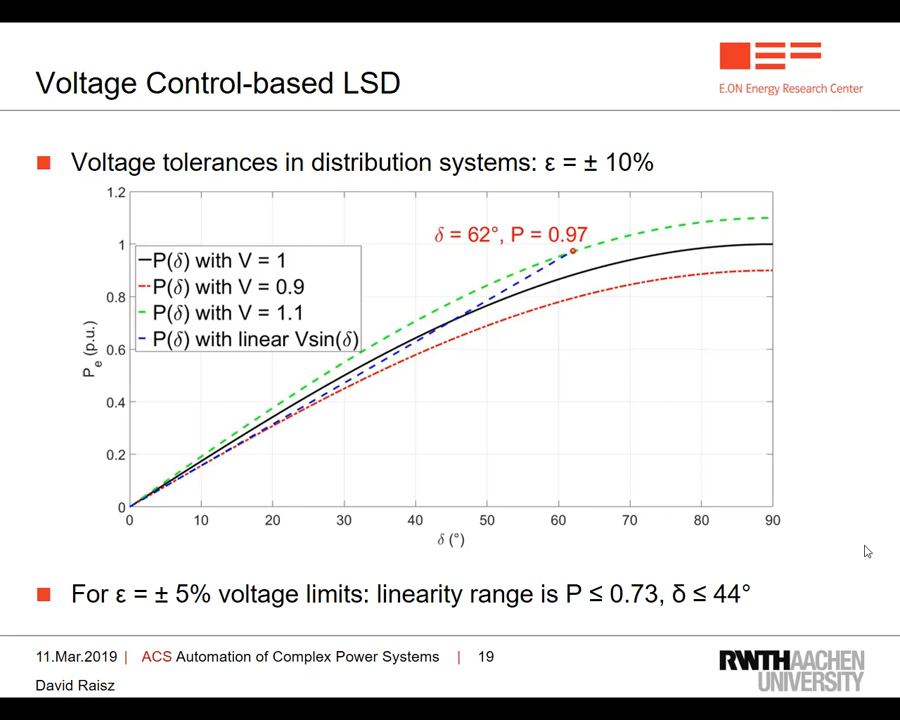 E.ON Energy Research Center
Voltage Control-based LSD
Voltage tolerances in distribution systems: ε = ± 10%
1.2
1
0.8
0.6
0.4
0.2
0
Pe (p.u.)
δ = 62°, P = 0.97
P(δ) with V = 1
P(δ) with V = 0.9
P(δ) with V = 1.1
P(δ) with linear Vsin(δ)
0 10 20 30 40 50 60 70 80 90
δ (°)
For ε = ± 5% voltage limits: linearity range is P ≤ 0.73, δ ≤ 44°
11.Mar.2019 | ACS Automation of Complex Power Systems | 19
David Raisz
RWTHAACHEN
UNIVERSITY